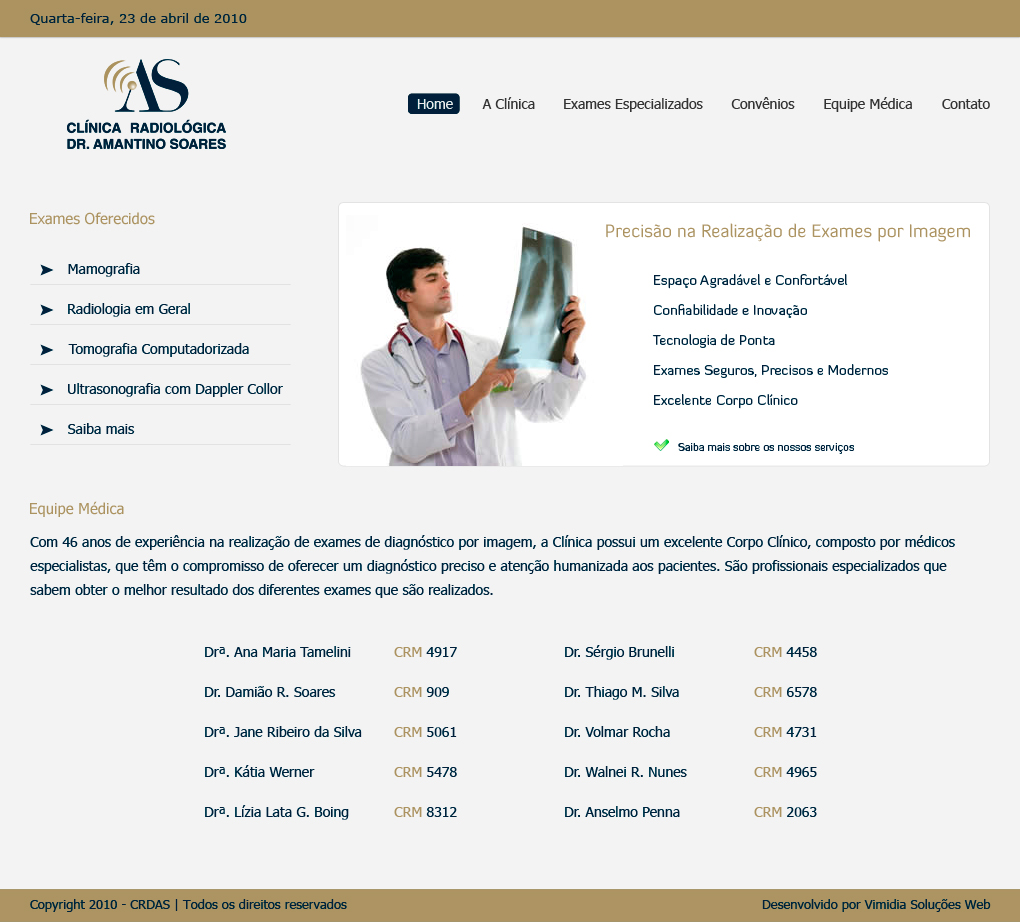 Quarta-feira, 23 de abril de 2010
AS
CLÍNICA RADIOLÓGICA
DR. AMANTINO SOARES
Home A Clínica Exames Especializados Convênios Equipe Médica Contato
Exames Oferecidos
Mamografia
Radiologia em Geral
Tomografia Computadorizada
Ultrasonografia com Dappler Collor
Saiba mais
Precisão na Realização de Exames por Imagem
Espaço Agradável e Confortável
Confiabilidade e Inovação
Tecnologia de Ponta
Exames Seguros, Precisos e Modernos
Excelente Corpo Clínico
Saiba mais sobre os nossos serviços
Equipe Médica
Com 46 anos de experiência na realização de exames de diagnóstico por imagem, a Clínica possui um excelente Corpo Clínico, composto por médicos
especialistas, que têm o compromisso de oferecer um diagnóstico preciso e atenção humanizada aos pacientes. São profissionais especializados que
sabem obter o melhor resultado dos diferentes exames que são realizados.
Drª. Ana Maria Tamelini CRM 4917 Dr. Sérgio Brunelli CRM 4458
Dr. Damião R. Soares CRM 909 Dr. Thiago M. Silva CRM 6578
Drª. Jane Ribeiro da Silva CRM 5061 Dr. Volmar Rocha CRM 4731
Drª. Kátia Werner CRM 5478 Dr. Walnei R. Nunes CRM 4965
Drª. Lízia Lata G. Boing CRM 8312 Dr. Anselmo Penna CRM 2063
Copyright 2010 - CRDAS | Todos os direitos reservados Desenvolvido por Vimidia Soluções Web